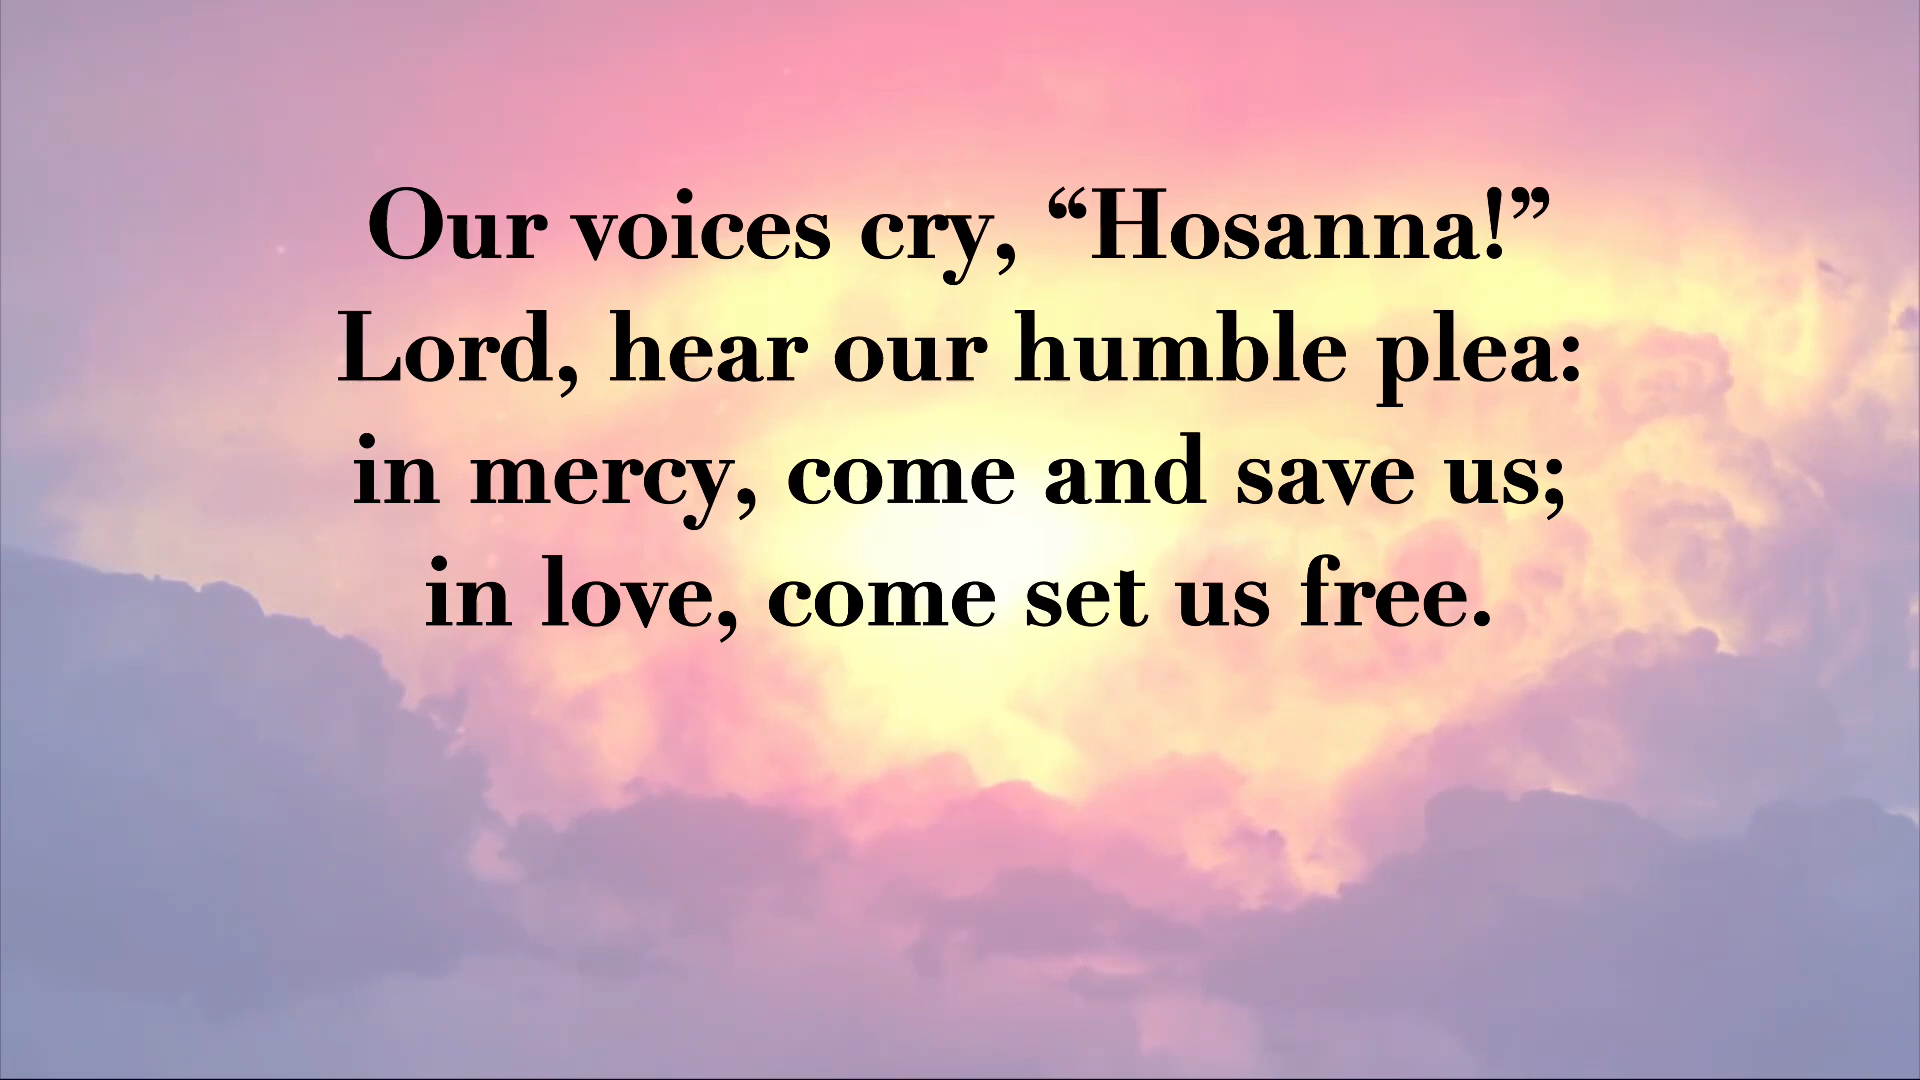 Our voices cry, “Hosanna!”
Lord, hear our humble plea:
in mercy, come and save us;
in love, come set us free.